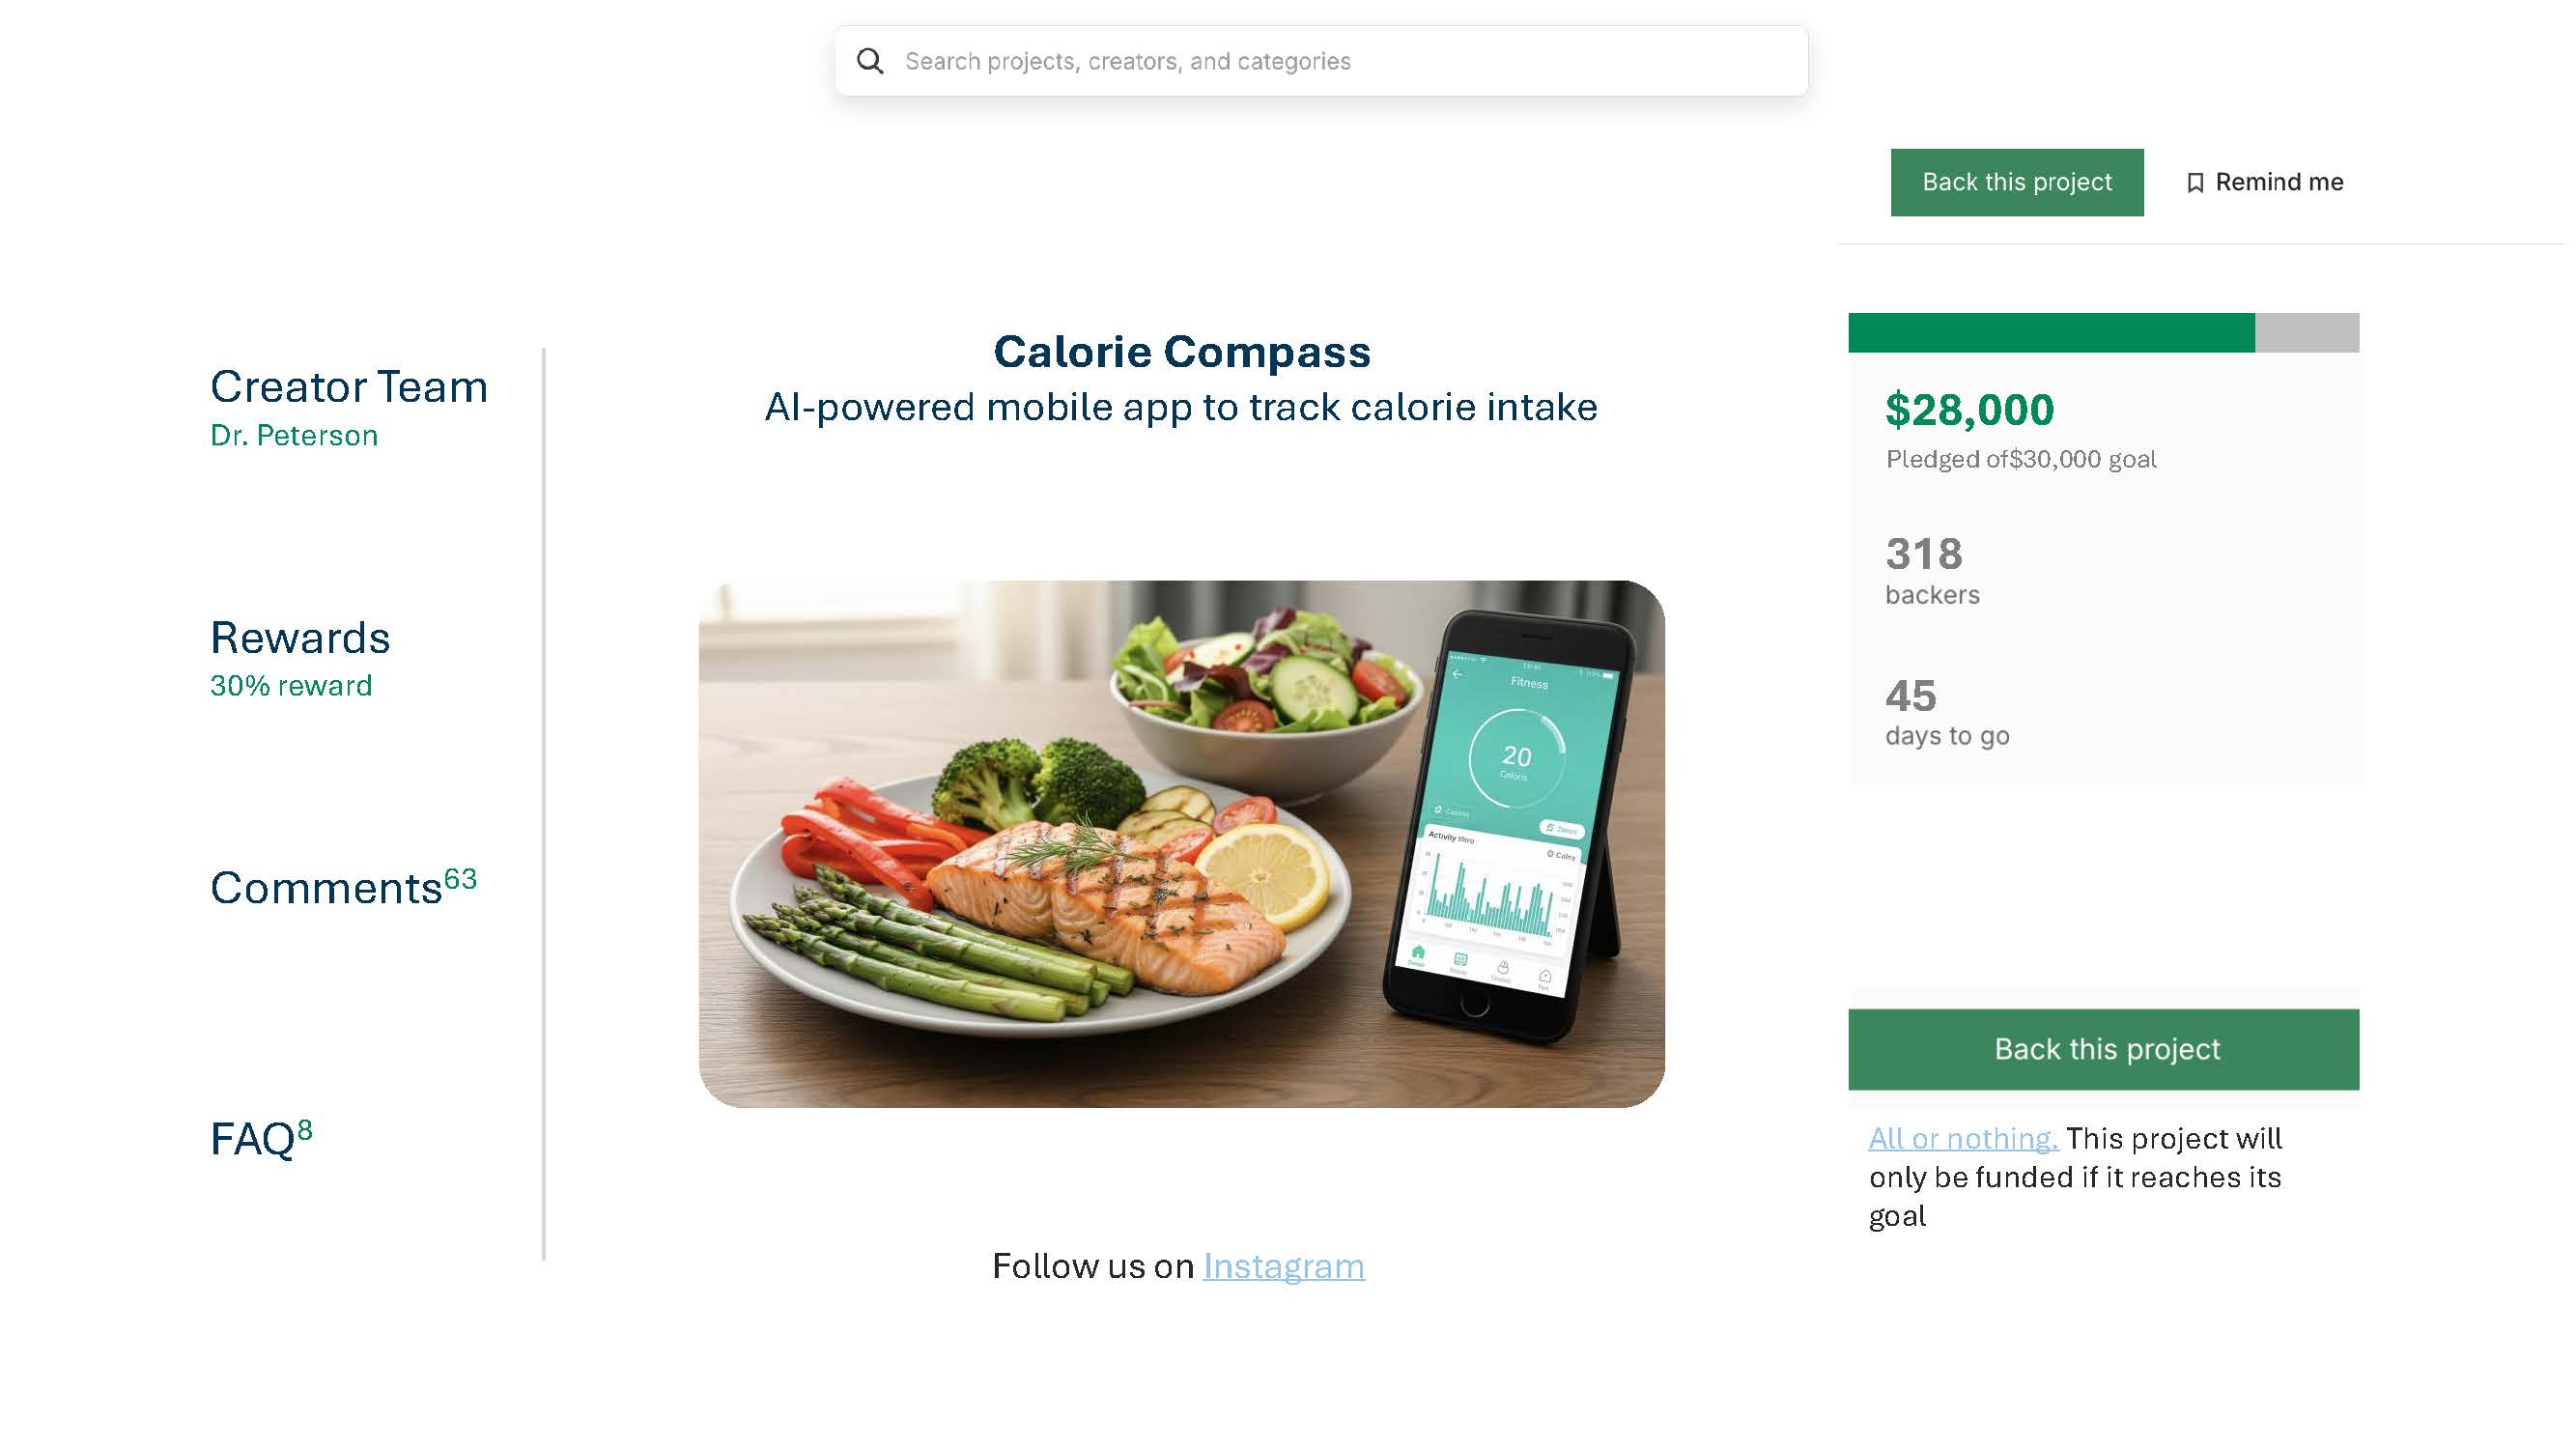 Search projects, creators, and categories
Back this project
Remind me
Creator Team
Dr. Peterson
Rewards
30% reward
Comments63
FAQ8
Calorie Compass
AI-powered mobile app to track calorie intake
Fitness
20
Activity
Follow us on Instagram
$28,000
Pledged of$30,000 goal
318
backers
45
days to go
Back this project
All or nothing. This project will
only be funded if it reaches its
goal